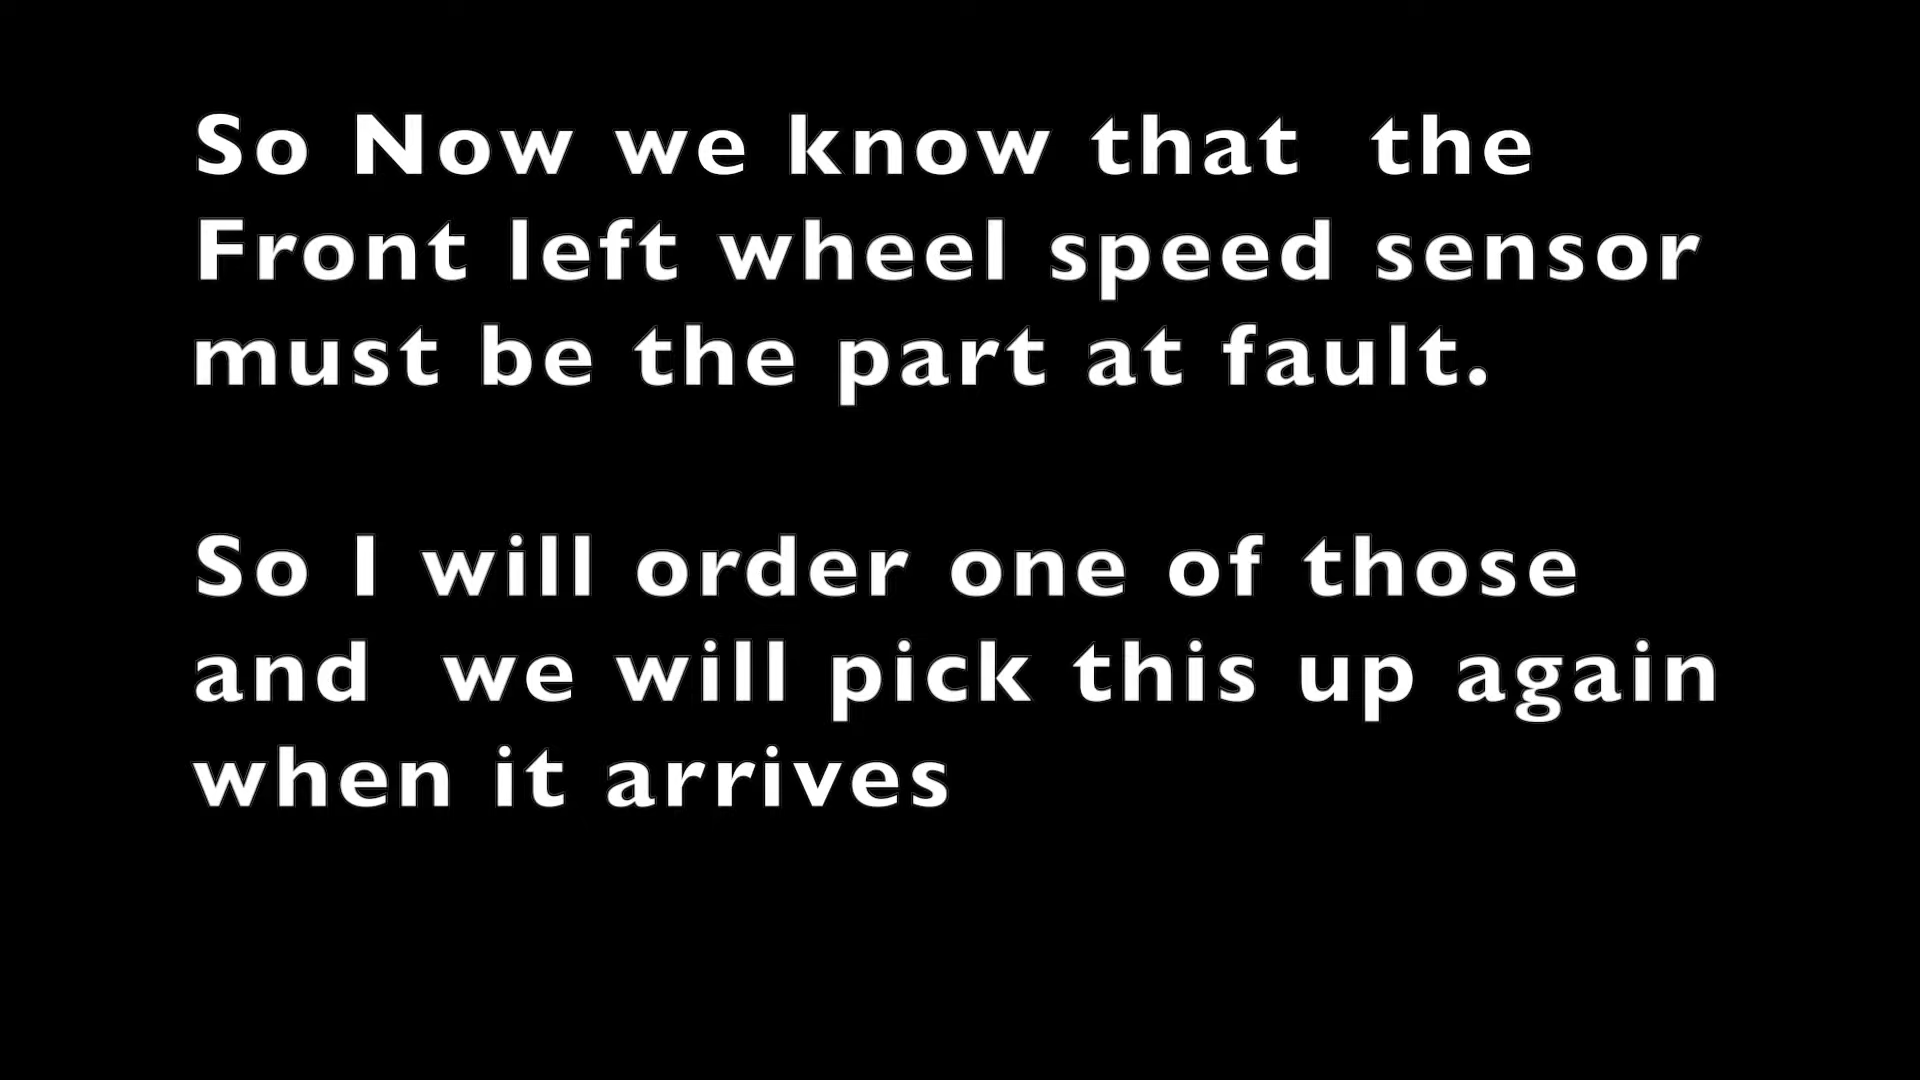 So Now we know that  the
Front left wheel speed sensor
must be the part at fault.
So I will order one of those
and  we will pick this up again
when it arrives